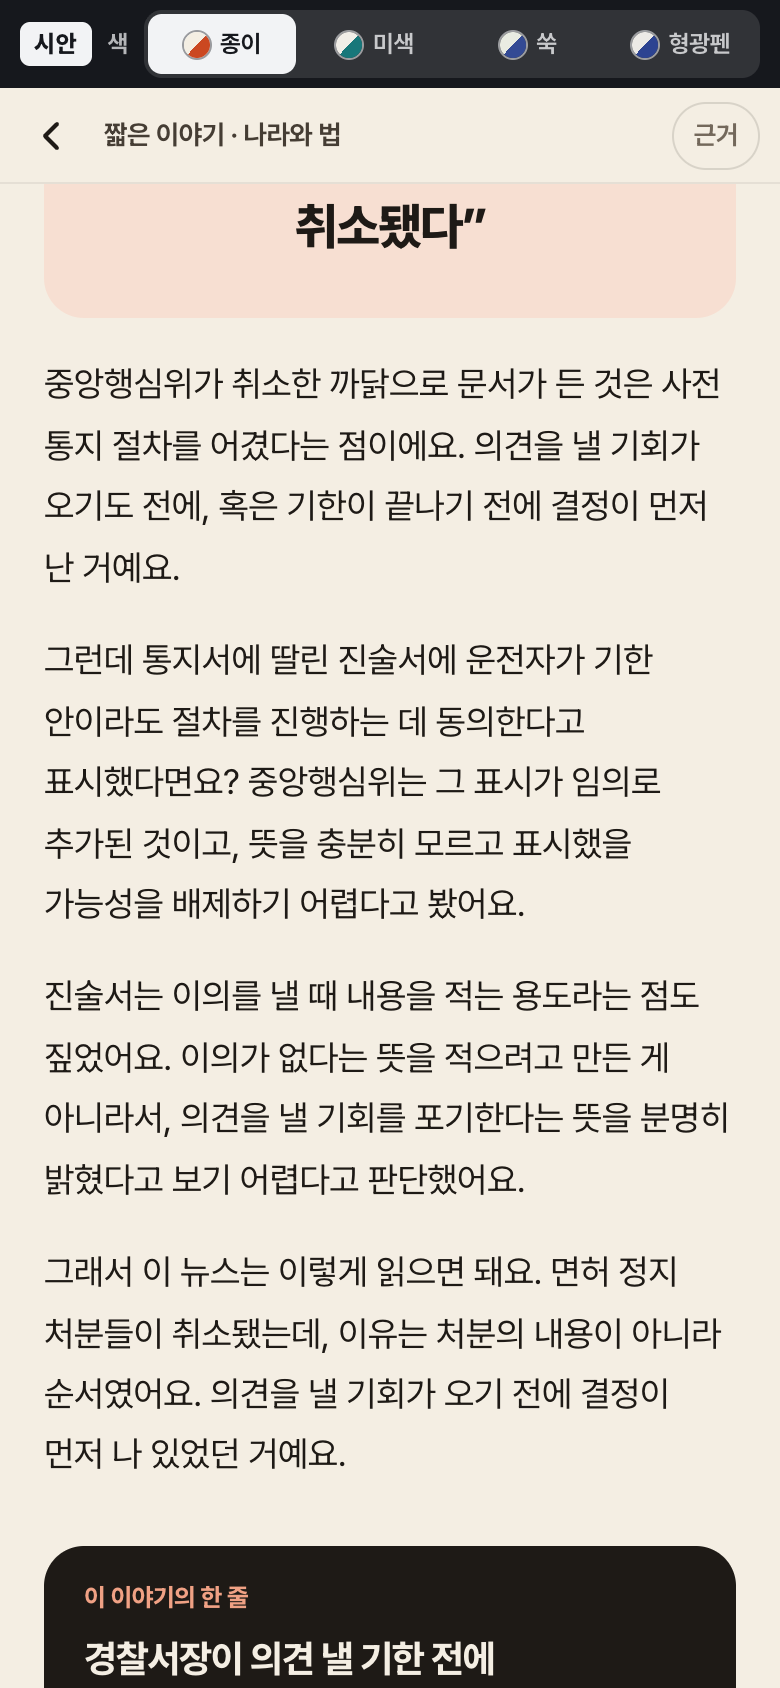 시안
색
종이
미색
쑥
형광펜
짧은 이야기 · 나라와 법
근거
취소됐다”
중앙행심위가 취소한 까닭으로 문서가 든 것은 사전
통지 절차를 어겼다는 점이에요. 의견을 낼 기회가
오기도 전에, 혹은 기한이 끝나기 전에 결정이 먼저
난 거예요.
그런데 통지서에 딸린 진술서에 운전자가 기한
안이라도 절차를 진행하는 데 동의한다고
표시했다면요? 중앙행심위는 그 표시가 임의로
추가된 것이고, 뜻을 충분히 모르고 표시했을
가능성을 배제하기 어렵다고 봤어요.
진술서는 이의를 낼 때 내용을 적는 용도라는 점도
짚었어요. 이의가 없다는 뜻을 적으려고 만든 게
아니라서, 의견을 낼 기회를 포기한다는 뜻을 분명히
밝혔다고 보기 어렵다고 판단했어요.
그래서 이 뉴스는 이렇게 읽으면 돼요. 면허 정지
처분들이 취소됐는데, 이유는 처분의 내용이 아니라
순서였어요. 의견을 낼 기회가 오기 전에 결정이
먼저 나 있었던 거예요.
이 이야기의 한 줄
경찰서장이 의견 낼 기한 전에